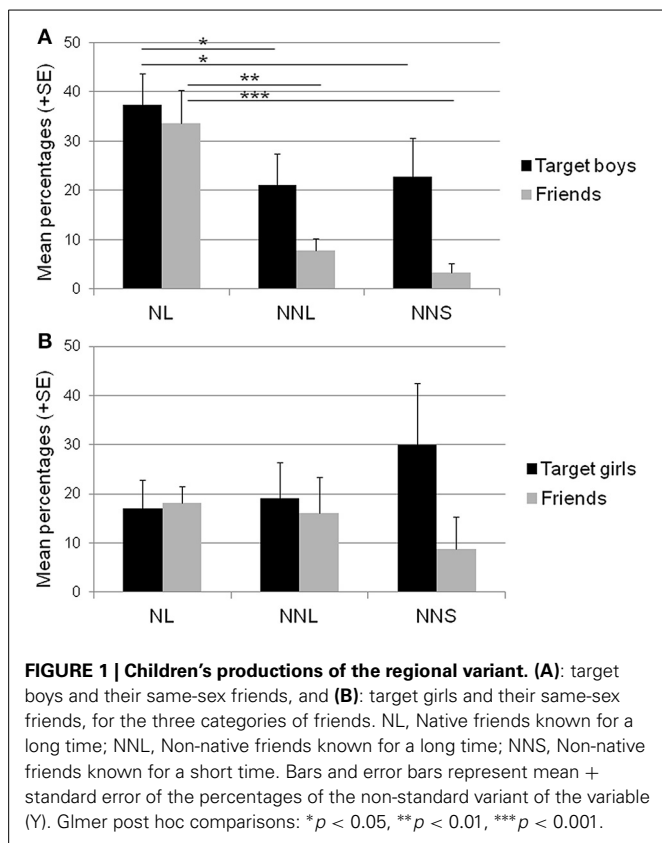 A
50
40
30
20
10
0
Mean percentages (+SE)
*
*
**
***
NL
NNL
NNS
Target boys
Friends
B
50
40
30
20
10
0
Mean percentages (+SE)
NL
NNL
NNS
Target girls
Friends
FIGURE 1 | Children's productions of the regional variant. (A): target
boys and their same-sex friends, and (B): target girls and their same-sex
friends, for the three categories of friends. NL, Native friends known for a
long time; NNL, Non-native friends known for a long time; NNS, Non-native
friends known for a short time. Bars and error bars represent mean +
standard error of the percentages of the non-standard variant of the variable
(Y). Glmer post hoc comparisons: *p < 0.05, **p < 0.01, ***p < 0.001.